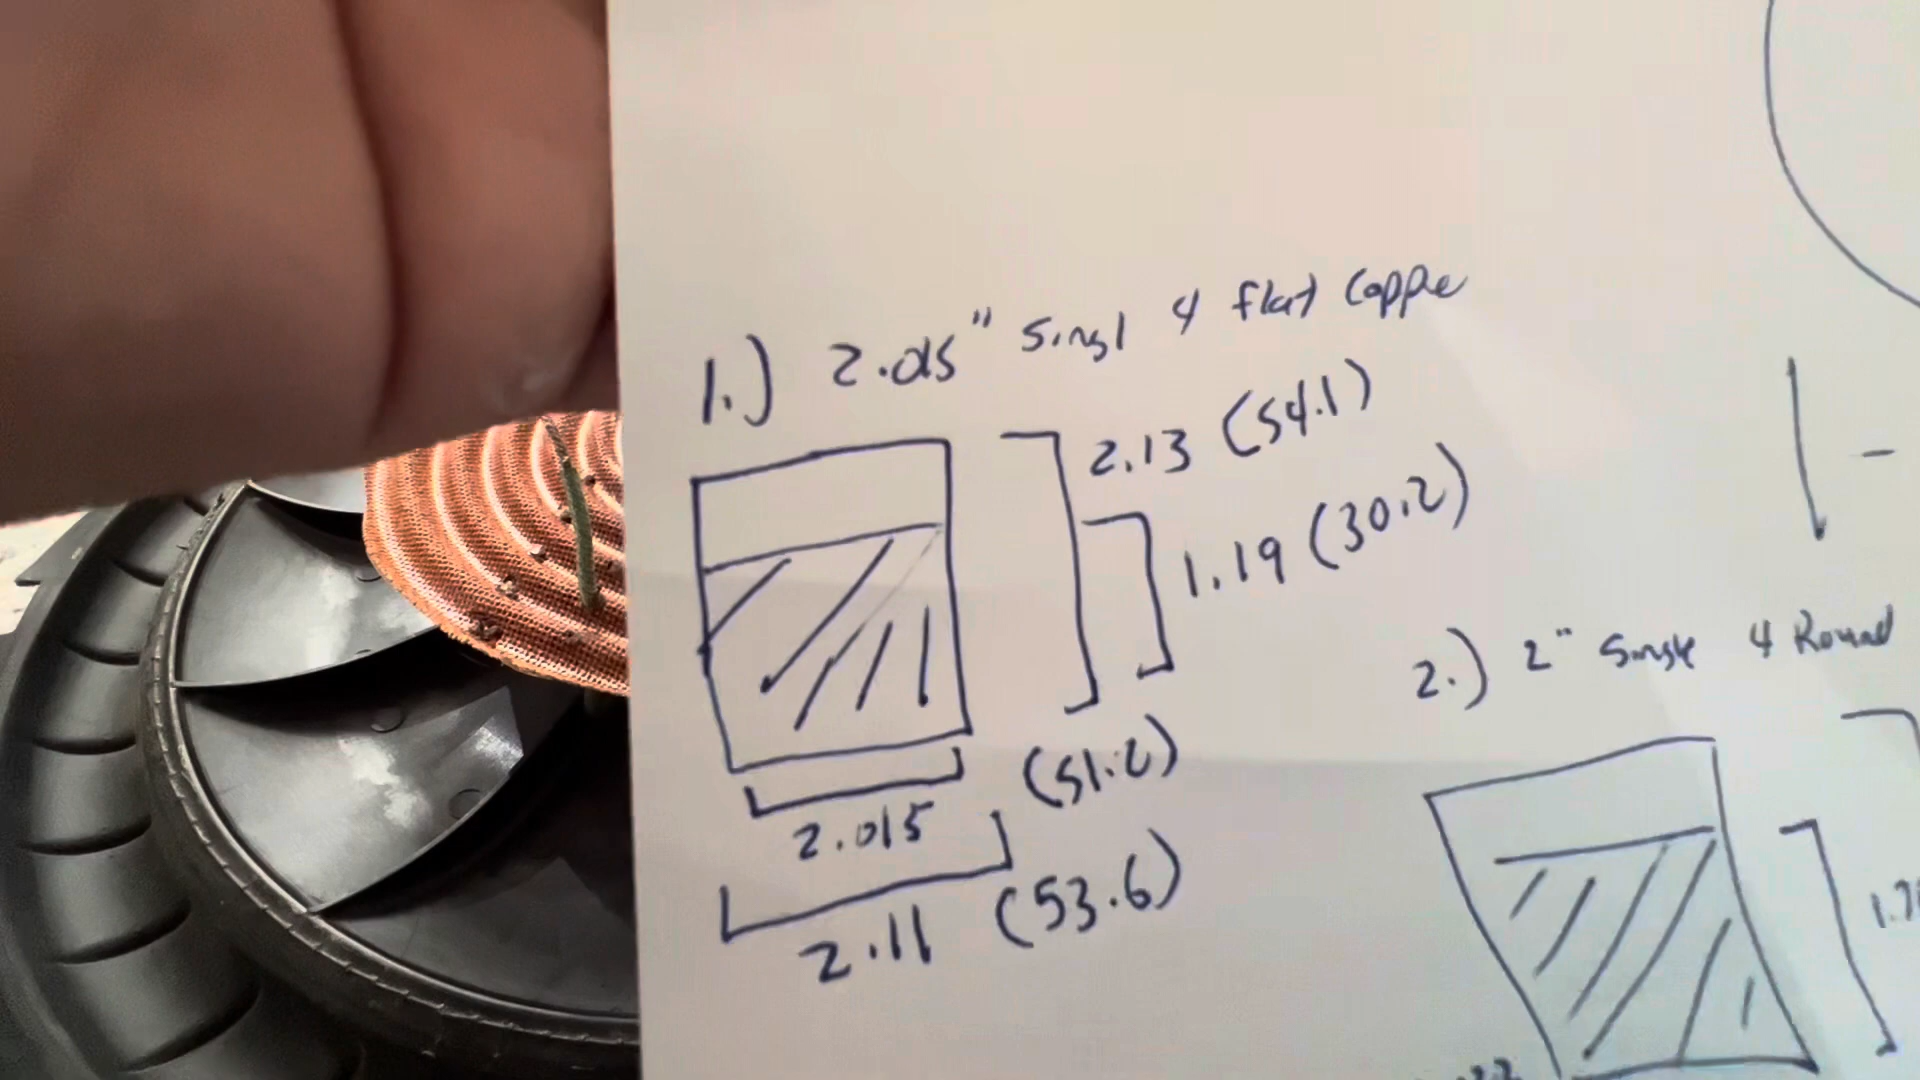 1.) 2.015" Singl 4 flat Coppe
2.13 (54.1)
1.19 (30.2)
(51.2)
2.015
2.11 (53.6)
2.) 2" Single 4 Round